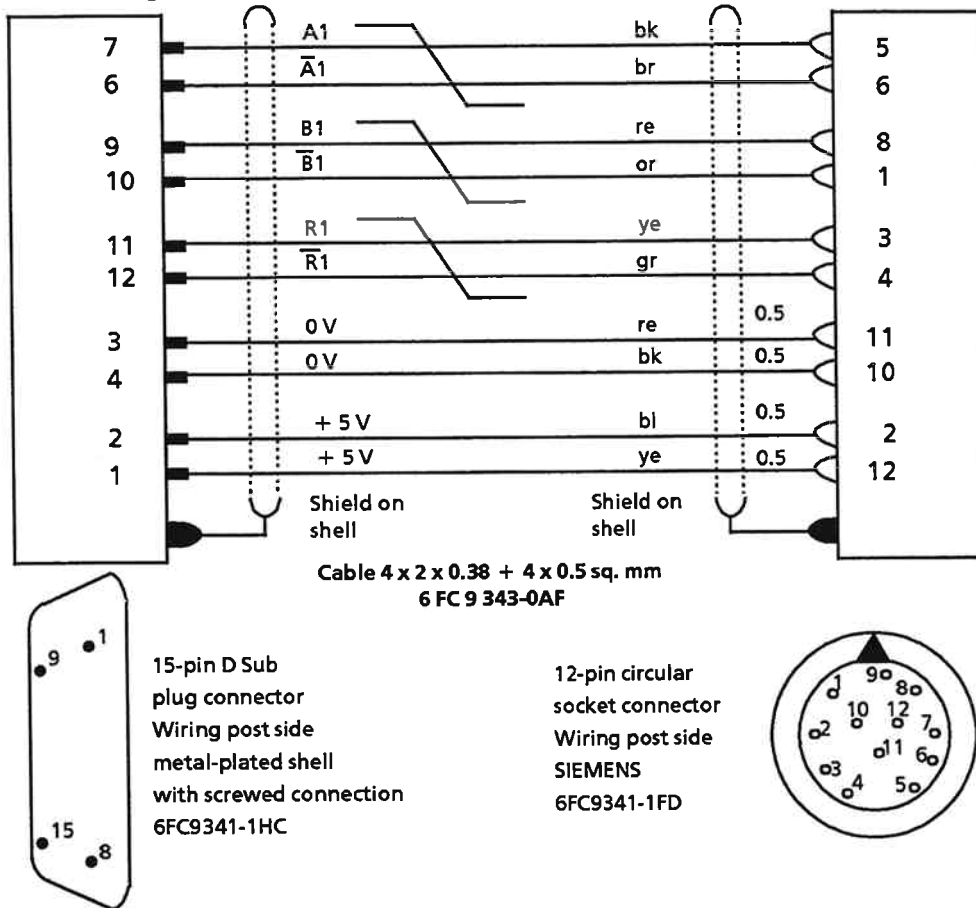 7 A1 bk 5
6 A̅1 br 6
9 B1 re 8
10 B̅1 or 1
11 R1 ye 3
12 R̅1 gr 4
3 0 V re 0.5 11
4 0 V bk 0.5 10
2 + 5 V bl 0.5 2
1 + 5 V ye 0.5 12
Shield on
shell
Shield on
shell
Cable 4 x 2 x 0.38 + 4 x 0.5 sq. mm
6 FC 9 343-0AF
1
9
15
8
15-pin D Sub
plug connector
Wiring post side
metal-plated shell
with screwed connection
6FC9341-1HC
12-pin circular
socket connector
Wiring post side
SIEMENS
6FC9341-1FD
1 9 8
10 12
2 7
11 6
3
4 5